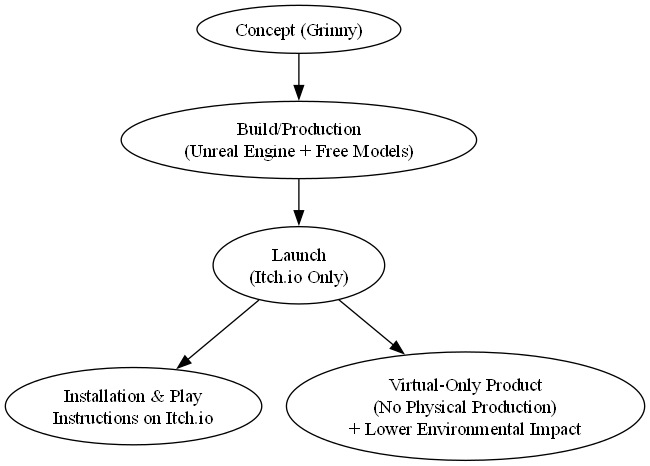 Concept (Grinny)
Build/Production
(Unreal Engine + Free Models)
Launch
(Itch.io Only)
Installation & Play
Instructions on Itch.io
Virtual-Only Product
(No Physical Production)
+ Lower Environmental Impact